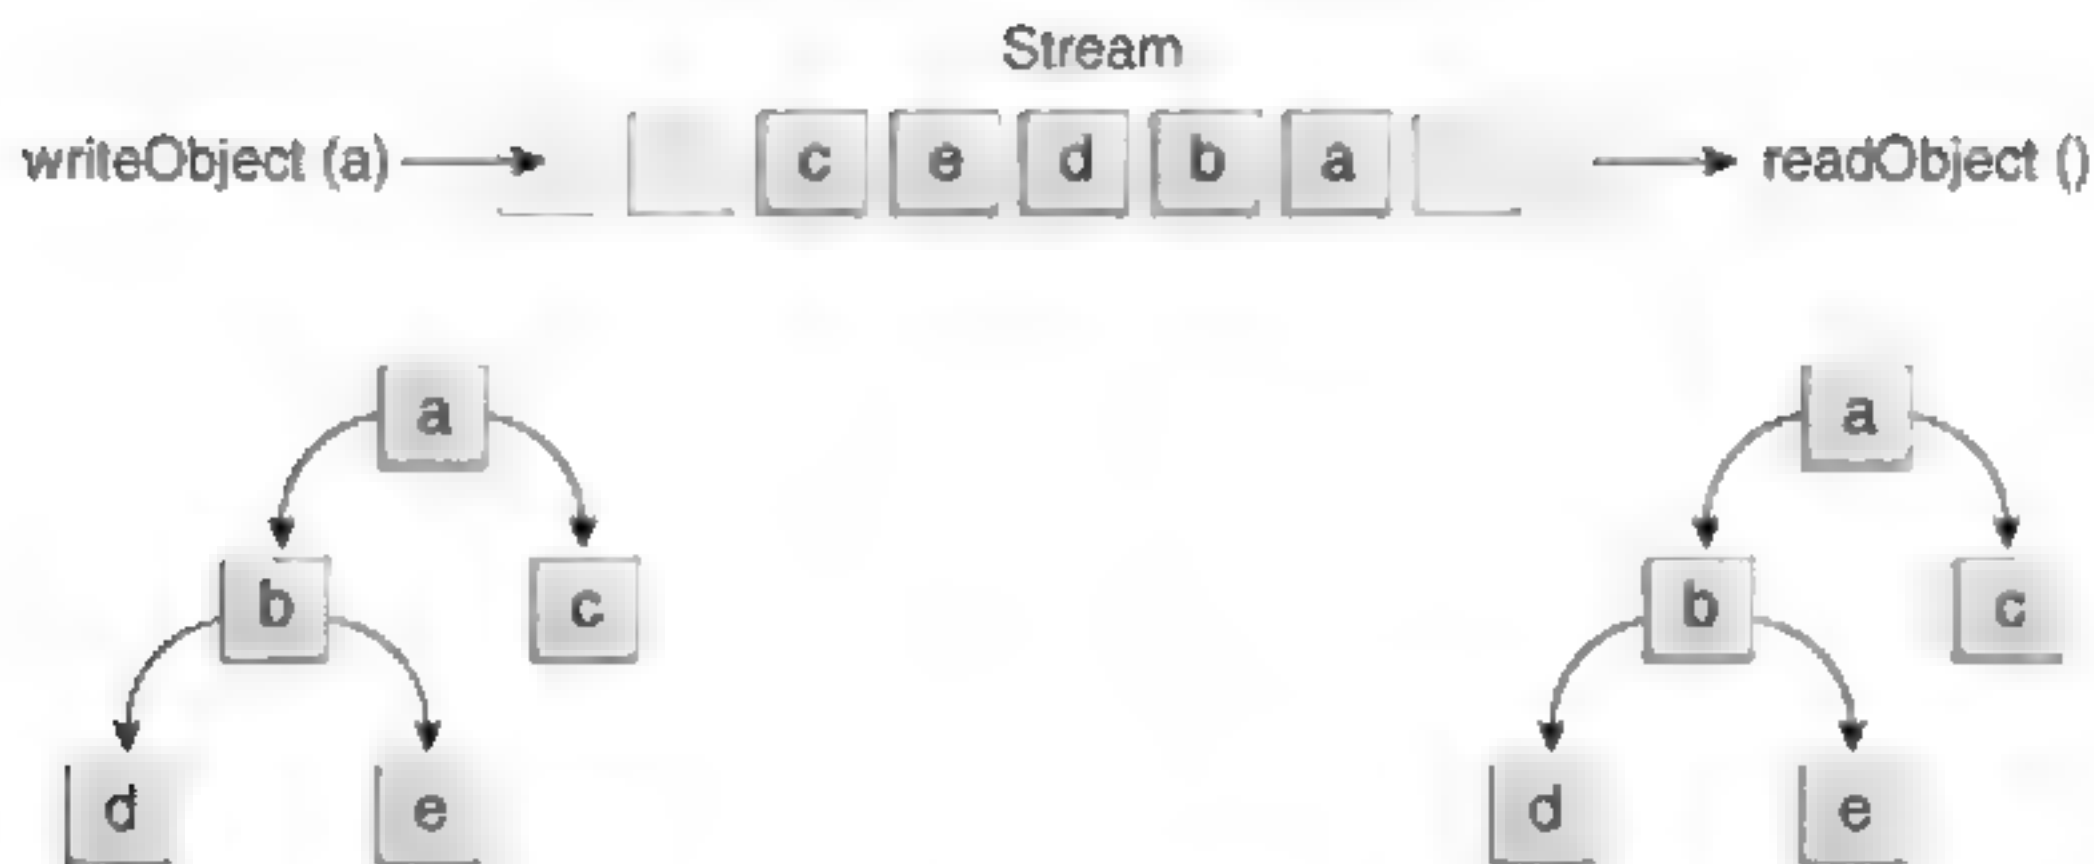 Stream
writeObject (a) c e d b a readObject ()
a a
b c b c
d e d e